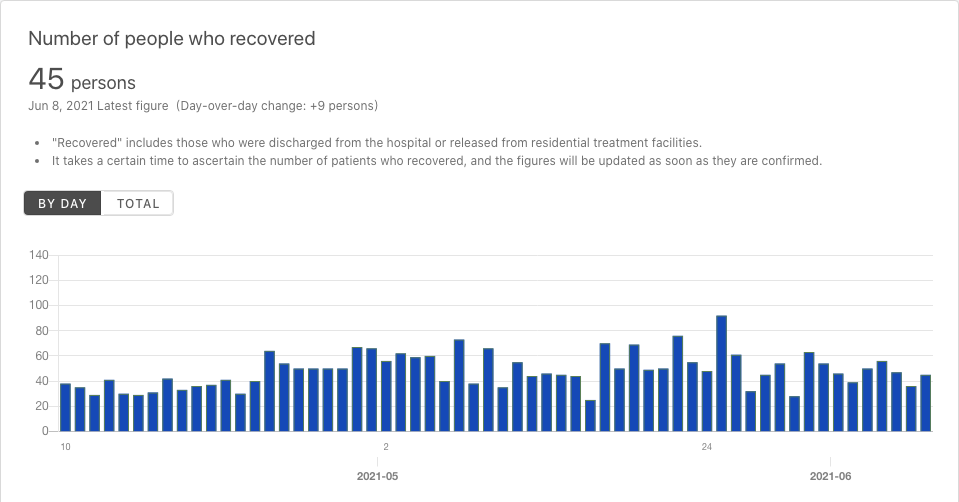 Number of people who recovered
45 persons
Jun 8, 2021 Latest figure (Day-over-day change: +9 persons)
"Recovered" includes those who were discharged from the hospital or released from residential treatment facilities.
It takes a certain time to ascertain the number of patients who recovered, and the figures will be updated as soon as they are confirmed.
BY DAY TOTAL
140
120
100
80
60
40
20
0
10 2 24
2021-05 2021-06